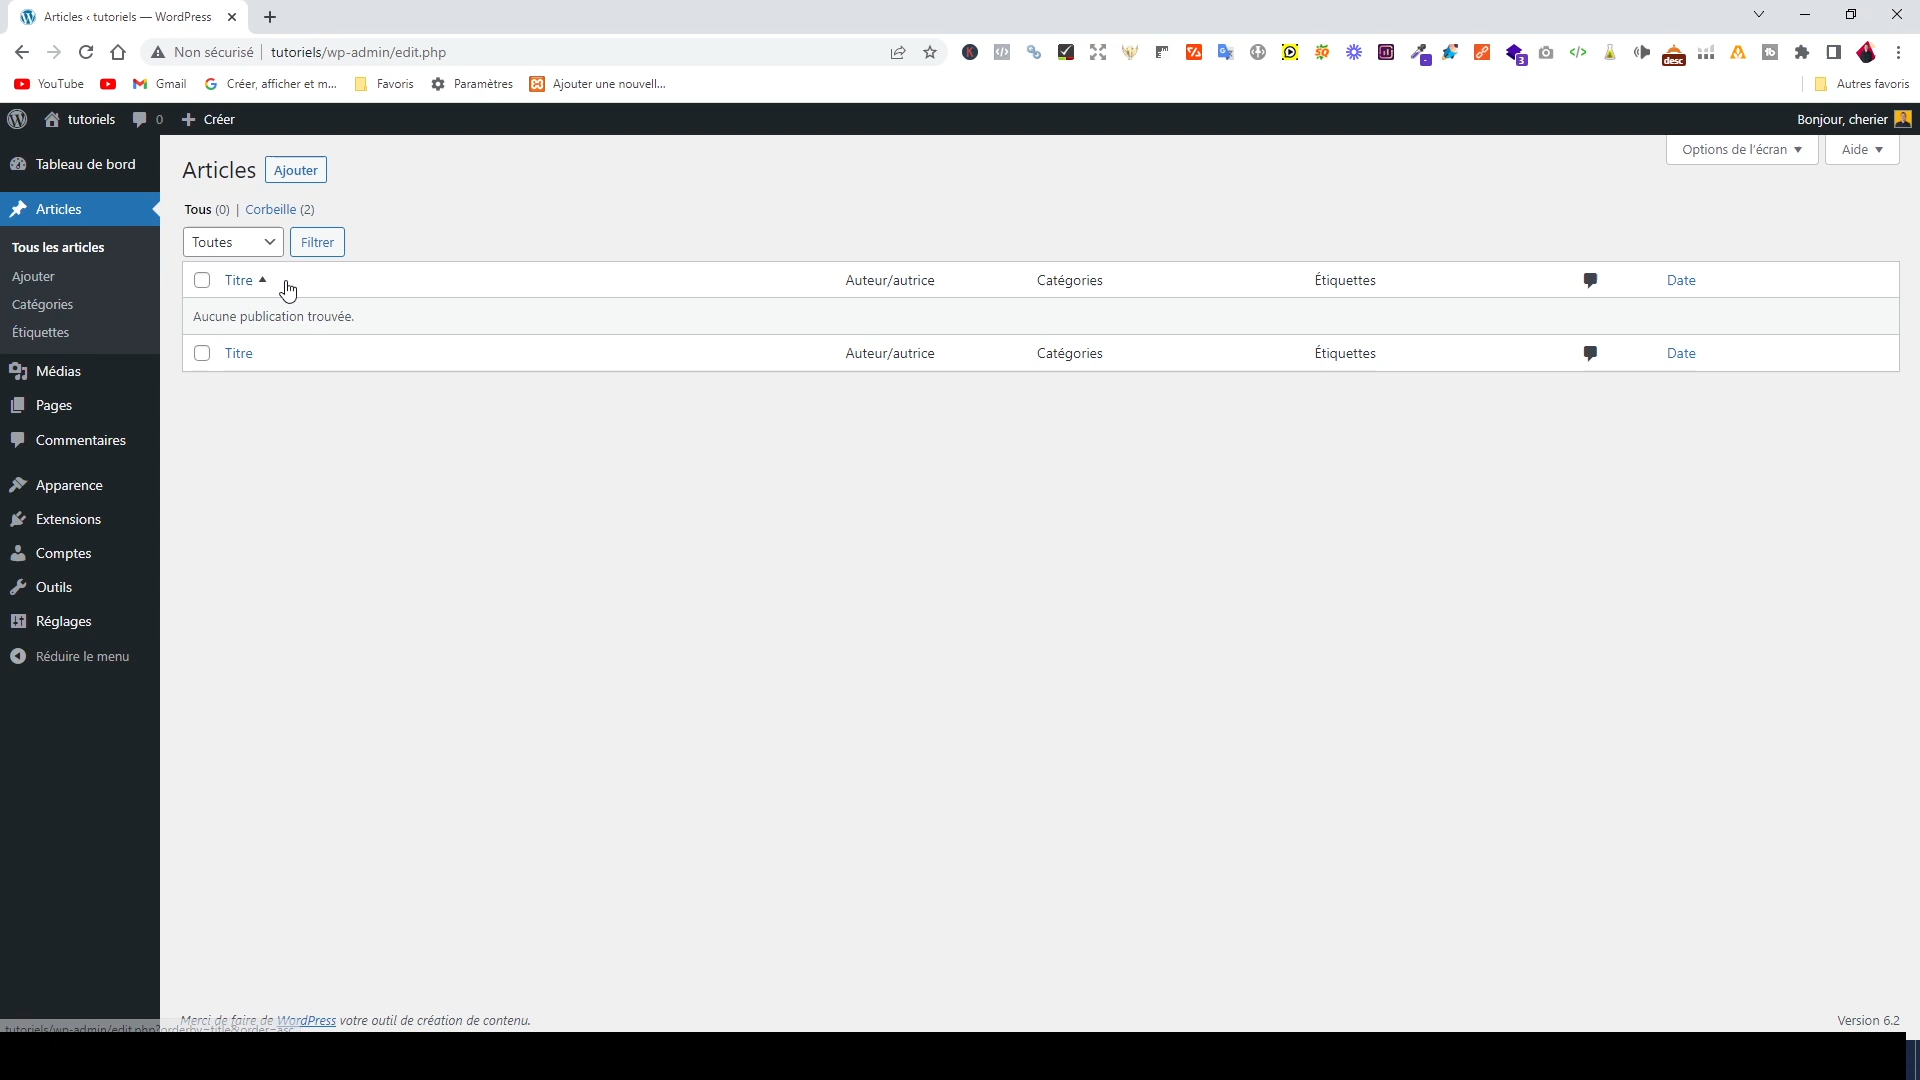 Articles ‹ tutoriels — WordPress
Non sécurisé tutoriels/wp-admin/edit.php
desc
3
YouTube Gmail Créer, afficher et m... Favoris Paramètres Ajouter une nouvell... Autres favoris
tutoriels 0 Créer Bonjour, cherier
Options de l'écran Aide
Tableau de bord
Articles Ajouter
Articles
Tous (0) | Corbeille (2)
Toutes Filtrer
Tous les articles
Ajouter
Catégories
Étiquettes
Titre Auteur/autrice Catégories Étiquettes Date
Aucune publication trouvée.
Titre Auteur/autrice Catégories Étiquettes Date
Médias
Pages
Commentaires
Apparence
Extensions
Comptes
Outils
Réglages
Réduire le menu
Merci de faire de WordPress votre outil de création de contenu. Version 6.2
tutoriels/wp-admin/edit.php?orderby=title&order=asc